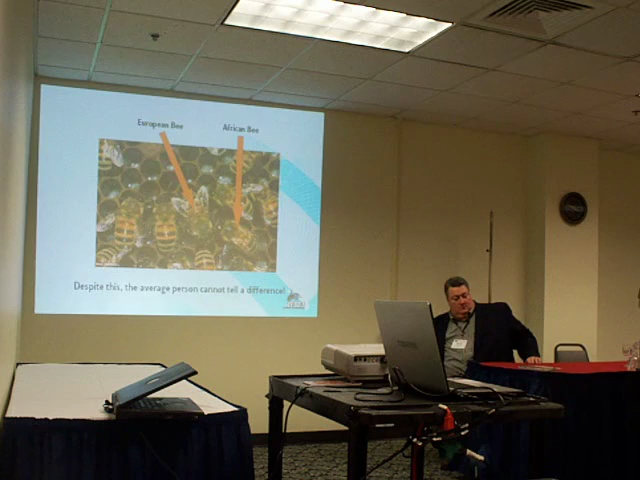 European Bee
African Bee
Despite this, the average person cannot tell a difference!